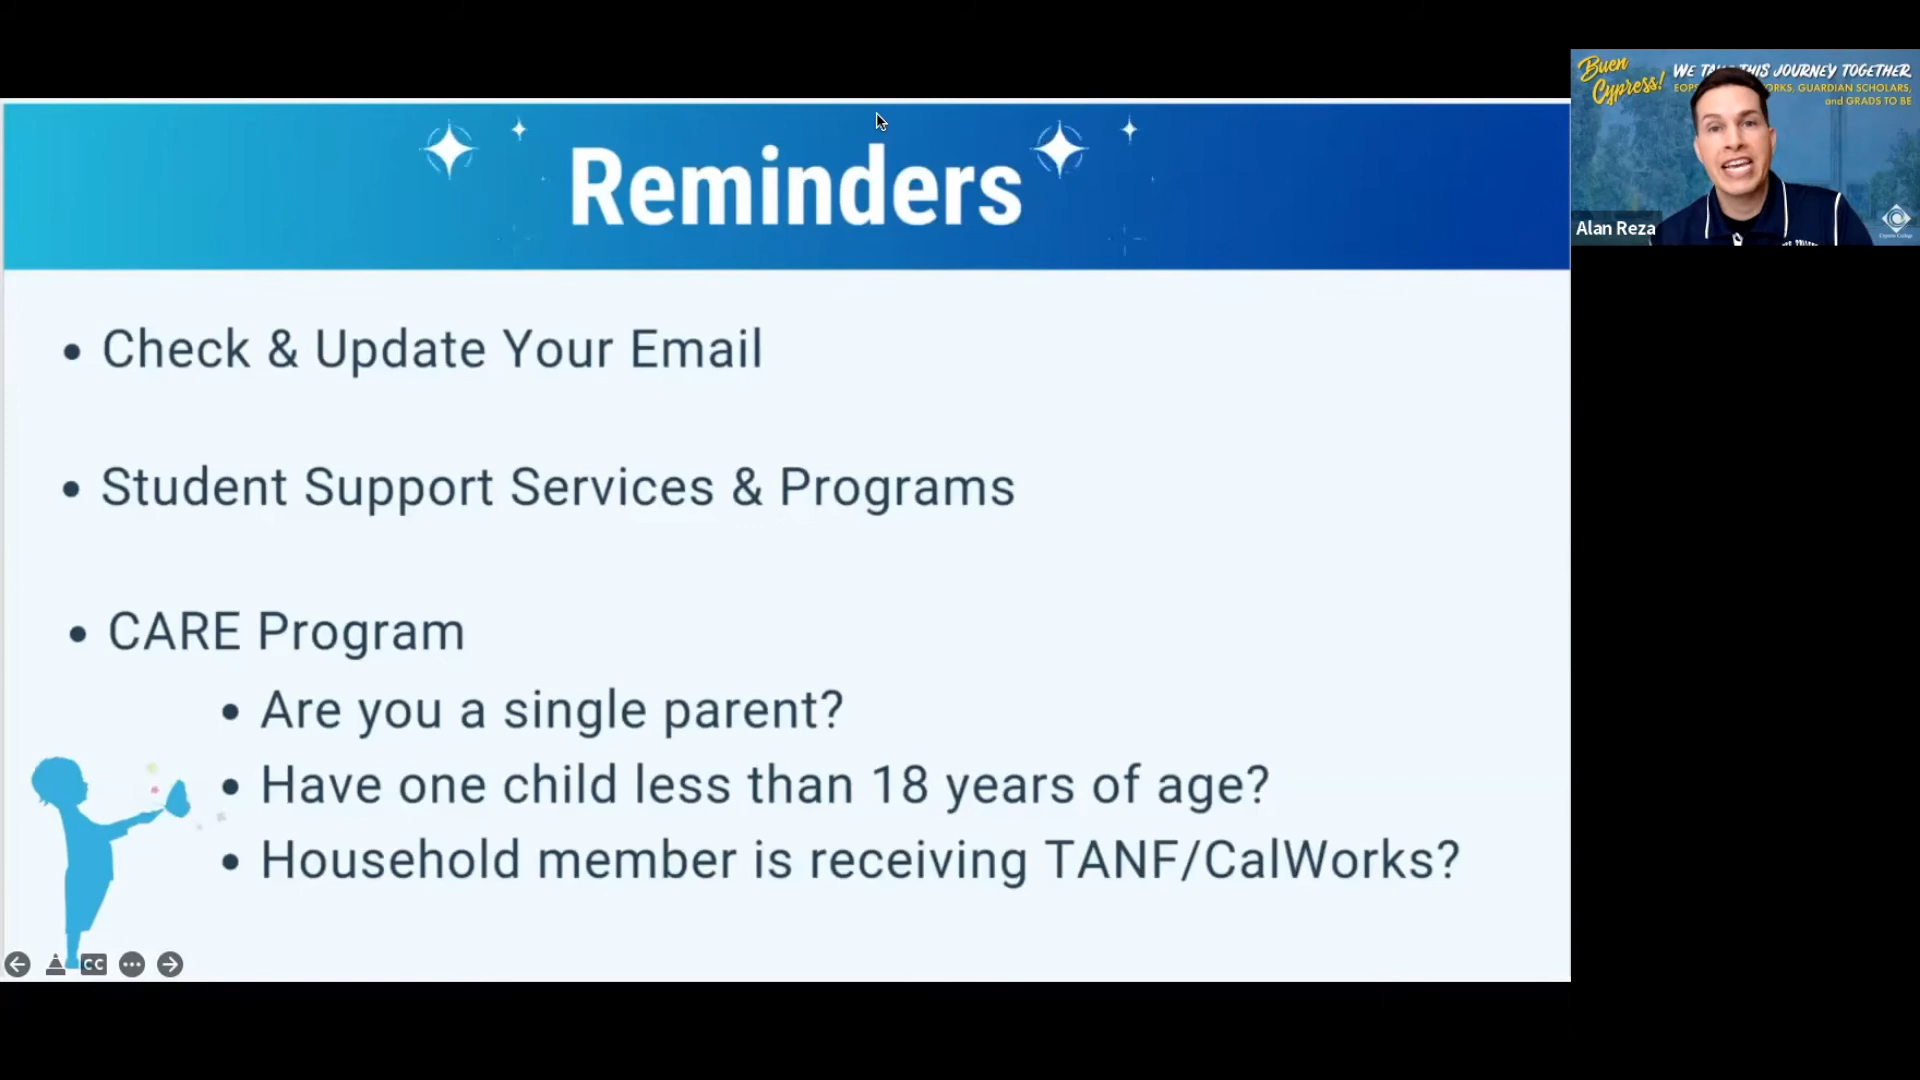 Reminders
• Check & Update Your Email
• Student Support Services & Programs
• CARE Program
• Are you a single parent?
• Have one child less than 18 years of age?
• Household member is receiving TANF/CalWorks?
CC
Buen
Cypress!
WE THIS JOURNEY TOGETHER
GUARDIAN SCHOLARS,
and GRADS TO BE
Alan Reza